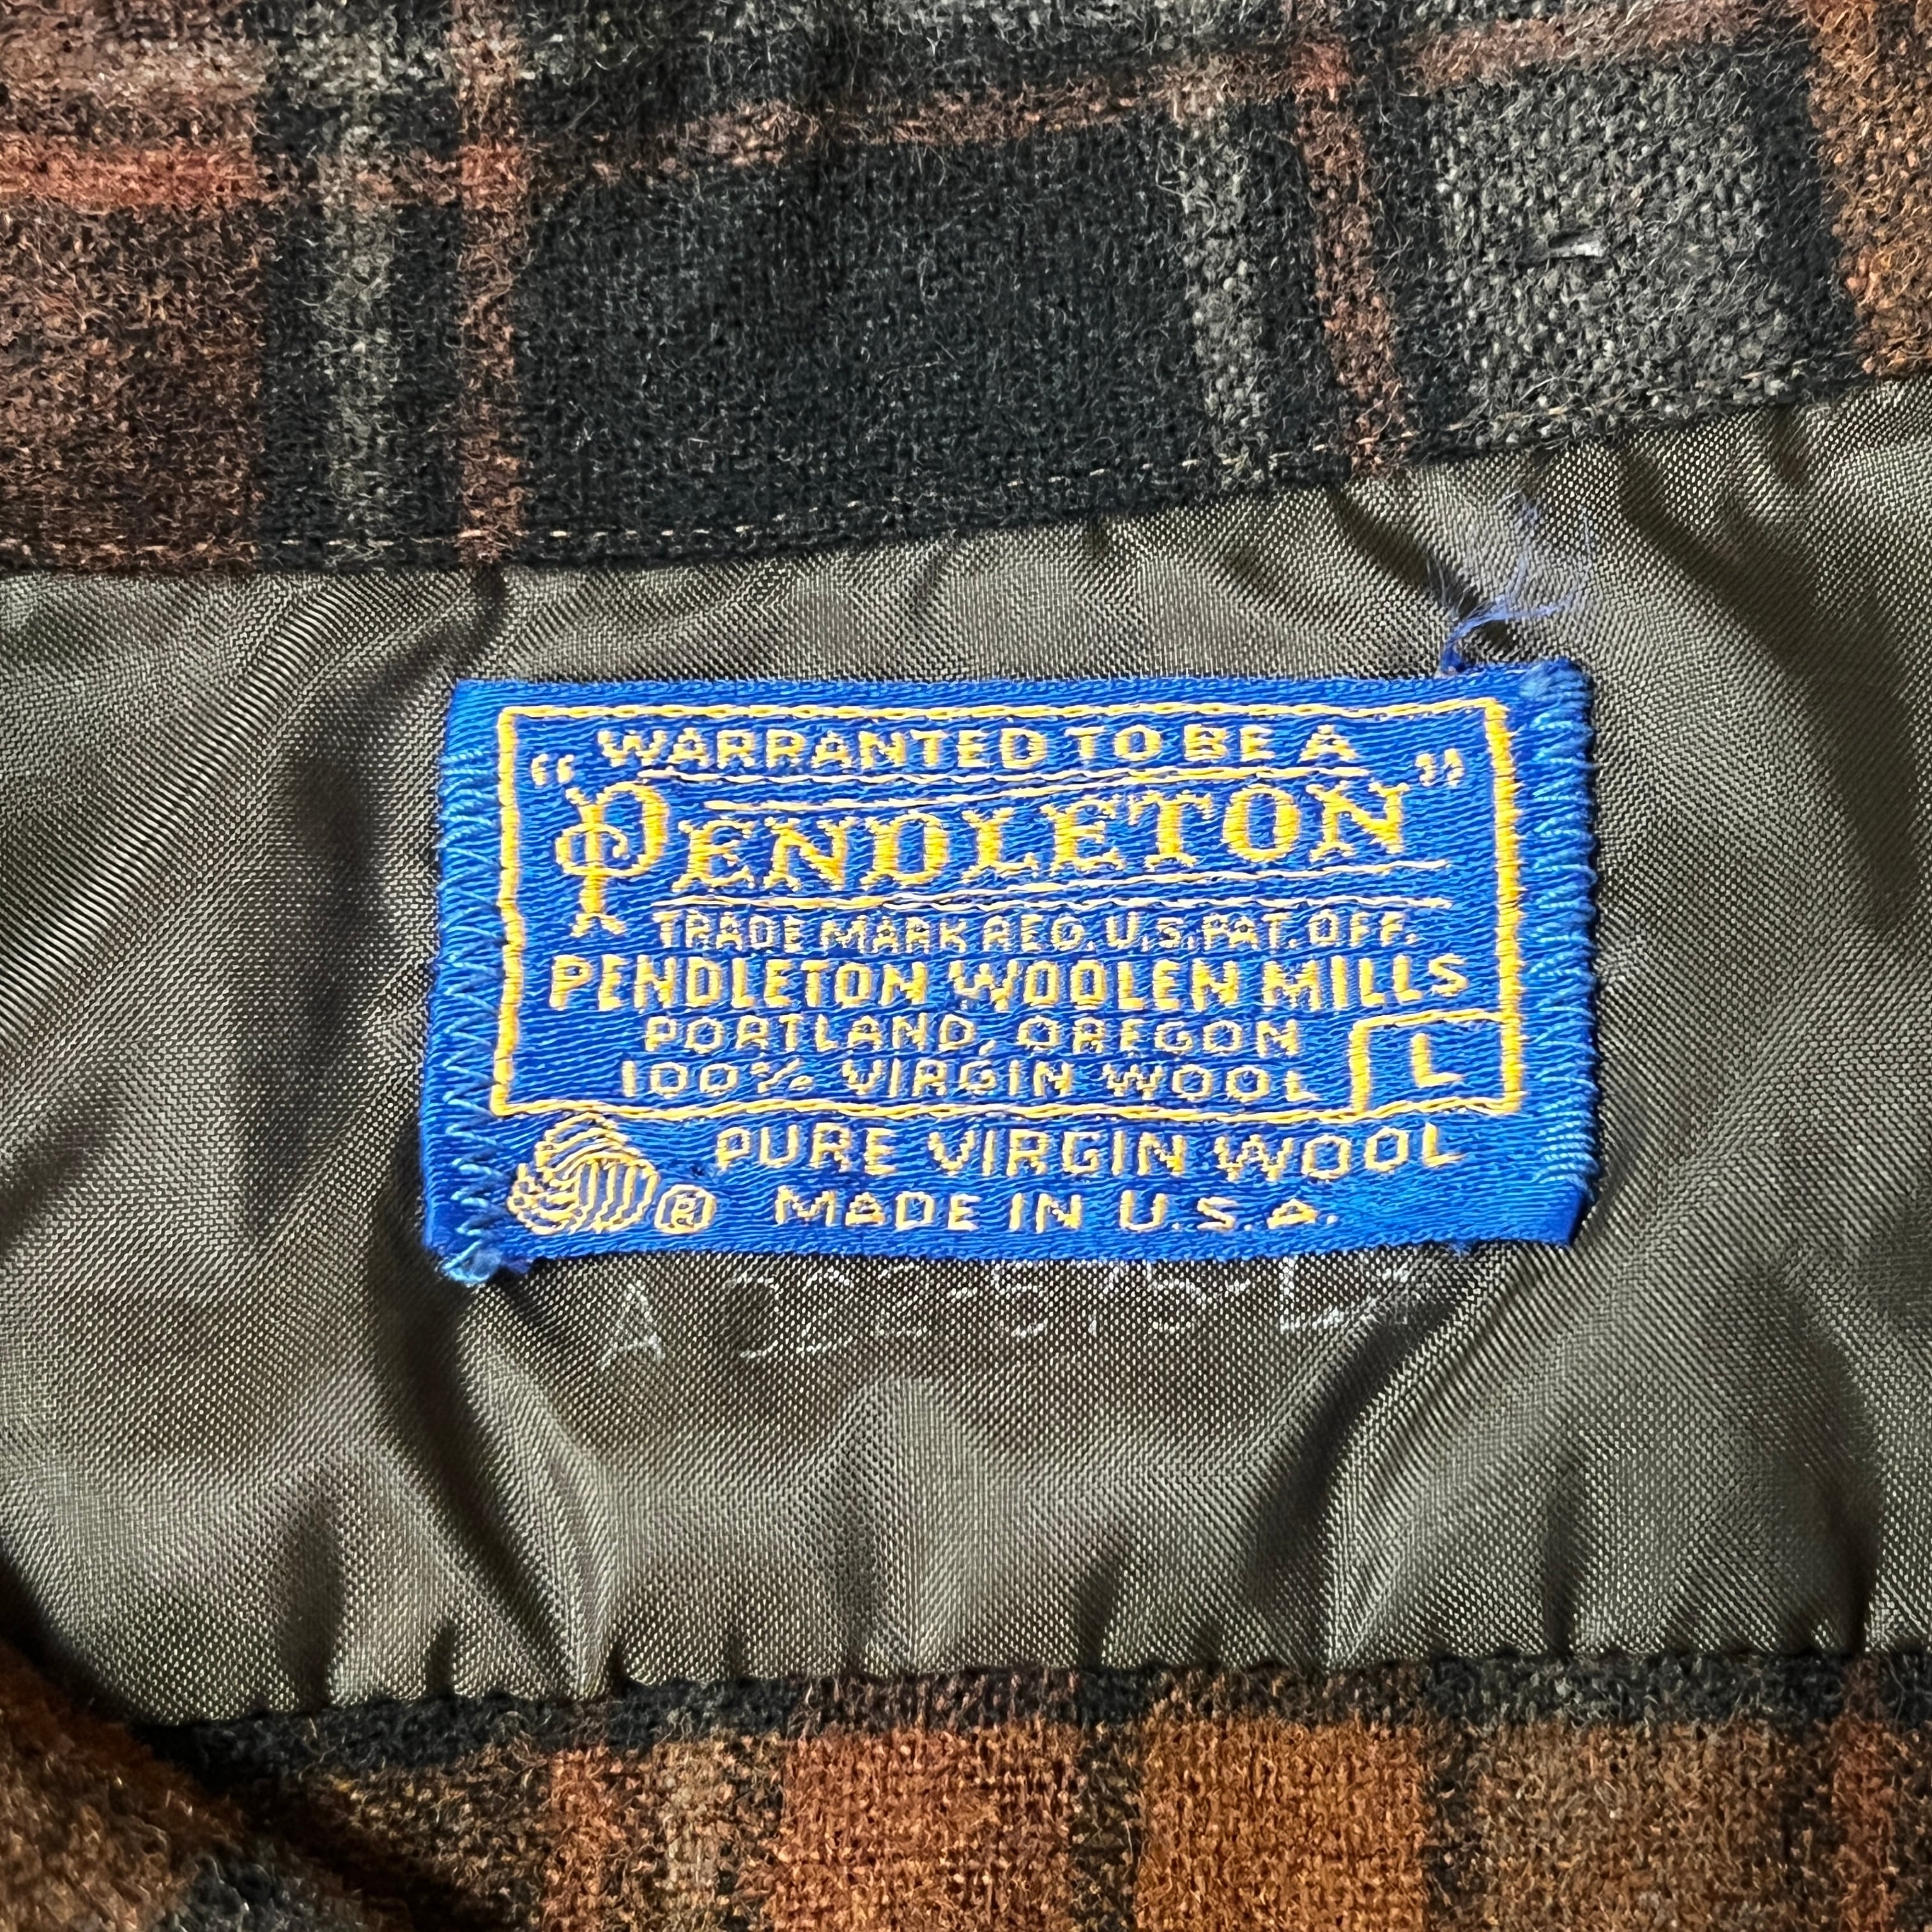 "WARRANTED TO BE A
PENDLETON"
TRADE MARK REG. U.S. PAT. OFF.
PENDLETON WOOLEN MILLS
PORTLAND, OREGON
100% VIRGIN WOOL
L
PURE VIRGIN WOOL
® MADE IN U.S.A.
A